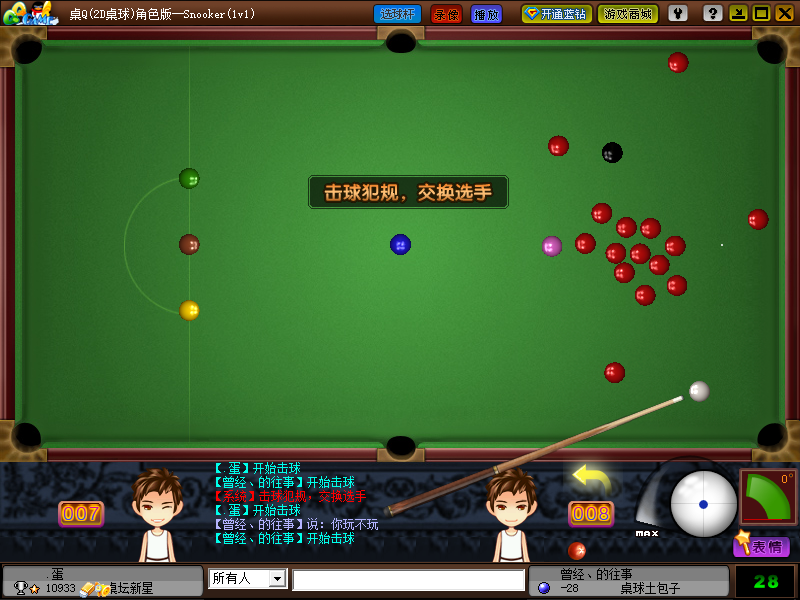 桌Q(2D桌球)角色版—Snooker(1v1)
选球杆
录像
播放
开通蓝钻
游戏商城
?
击球犯规，交换选手
【.蛋】开始击球
【曾经、的往事】开始击球
【系统】击球犯规，交换选手
【.蛋】开始击球
【曾经、的往事】说：你玩不玩
【曾经、的往事】开始击球
007
008
MAX
0°
表情
.蛋
10933
桌坛新星
所有人
曾经、的往事
-28
桌球土包子
28